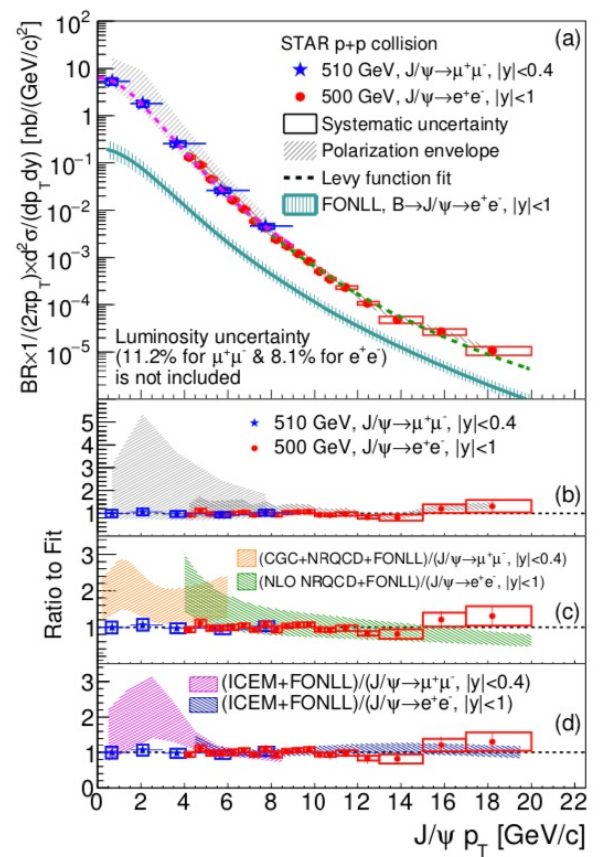 (a)
STAR p+p collision
510 GeV, J/ψ→μ⁺μ⁻, |y|<0.4
500 GeV, J/ψ→e⁺e⁻, |y|<1
Systematic uncertainty
Polarization envelope
Levy function fit
FONLL, B→J/ψ→e⁺e⁻, |y|<1
BR×1/(2πp_T)×d²σ/(dp_Tdy) [nb/(GeV/c)²]
10²
10
1
10⁻¹
10⁻²
10⁻³
10⁻⁴
10⁻⁵
Luminosity uncertainty
(11.2% for μ⁺μ⁻ & 8.1% for e⁺e⁻)
is not included
510 GeV, J/ψ→μ⁺μ⁻, |y|<0.4
500 GeV, J/ψ→e⁺e⁻, |y|<1
5
4
3
2
1
(b)
Ratio to Fit
(CGC+NRQCD+FONLL)/(J/ψ→μ⁺μ⁻, |y|<0.4)
(NLO NRQCD+FONLL)/(J/ψ→e⁺e⁻, |y|<1)
3
2
1
(c)
(ICEM+FONLL)/(J/ψ→μ⁺μ⁻, |y|<0.4)
(ICEM+FONLL)/(J/ψ→e⁺e⁻, |y|<1)
3
2
1
0
(d)
0 2 4 6 8 10 12 14 16 18 20 22
J/ψ p_T [GeV/c]